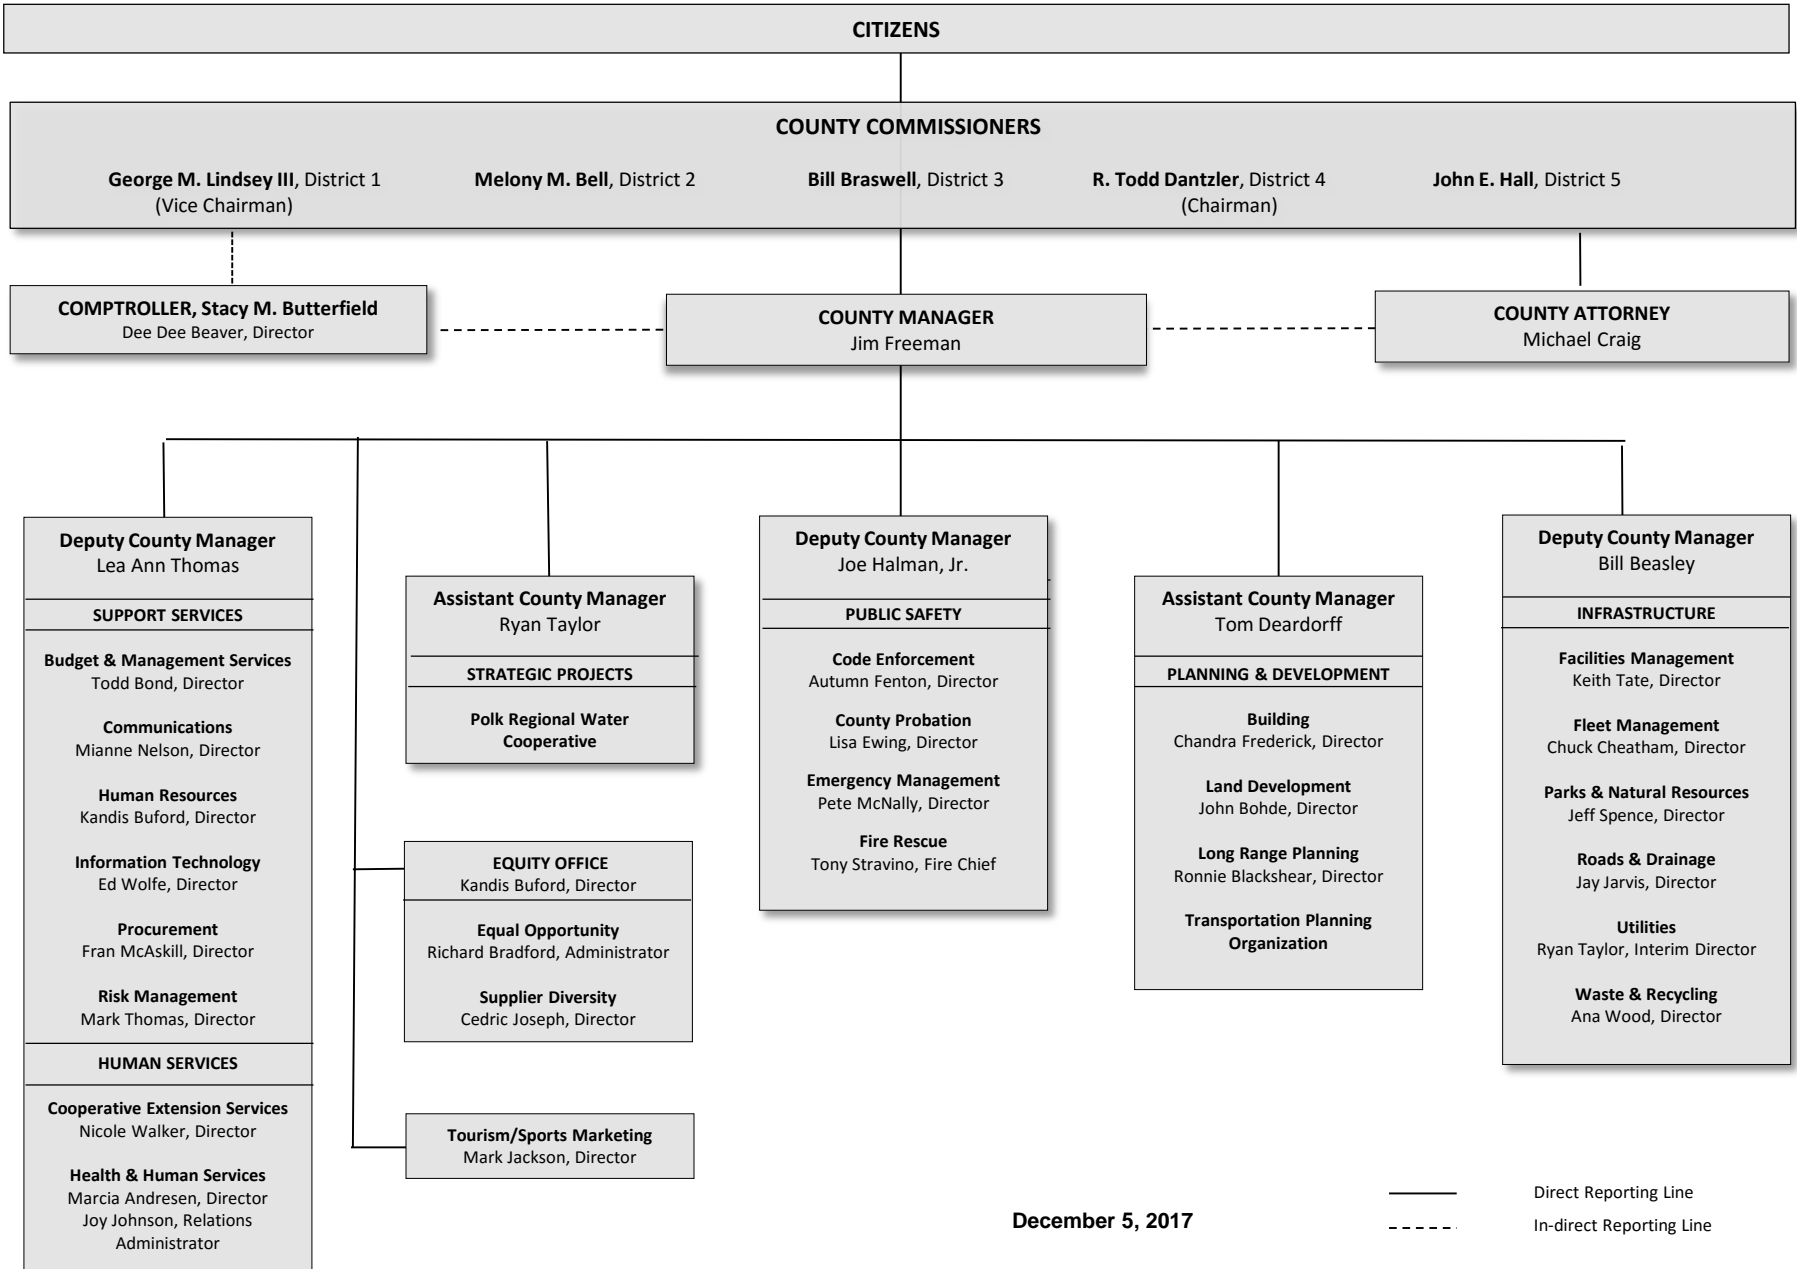 CITIZENS
COUNTY COMMISSIONERS
George M. Lindsey III, District 1
(Vice Chairman)
Melony M. Bell, District 2
Bill Braswell, District 3
R. Todd Dantzler, District 4
(Chairman)
John E. Hall, District 5
COMPTROLLER, Stacy M. Butterfield
Dee Dee Beaver, Director
COUNTY MANAGER
Jim Freeman
COUNTY ATTORNEY
Michael Craig
Deputy County Manager
Lea Ann Thomas
SUPPORT SERVICES
Budget & Management Services
Todd Bond, Director
Communications
Mianne Nelson, Director
Human Resources
Kandis Buford, Director
Information Technology
Ed Wolfe, Director
Procurement
Fran McAskill, Director
Risk Management
Mark Thomas, Director
HUMAN SERVICES
Cooperative Extension Services
Nicole Walker, Director
Health & Human Services
Marcia Andresen, Director
Joy Johnson, Relations
Administrator
Assistant County Manager
Ryan Taylor
STRATEGIC PROJECTS
Polk Regional Water
Cooperative
EQUITY OFFICE
Kandis Buford, Director
Equal Opportunity
Richard Bradford, Administrator
Supplier Diversity
Cedric Joseph, Director
Tourism/Sports Marketing
Mark Jackson, Director
Deputy County Manager
Joe Halman, Jr.
PUBLIC SAFETY
Code Enforcement
Autumn Fenton, Director
County Probation
Lisa Ewing, Director
Emergency Management
Pete McNally, Director
Fire Rescue
Tony Stravino, Fire Chief
Assistant County Manager
Tom Deardorff
PLANNING & DEVELOPMENT
Building
Chandra Frederick, Director
Land Development
John Bohde, Director
Long Range Planning
Ronnie Blackshear, Director
Transportation Planning
Organization
Deputy County Manager
Bill Beasley
INFRASTRUCTURE
Facilities Management
Keith Tate, Director
Fleet Management
Chuck Cheatham, Director
Parks & Natural Resources
Jeff Spence, Director
Roads & Drainage
Jay Jarvis, Director
Utilities
Ryan Taylor, Interim Director
Waste & Recycling
Ana Wood, Director
December 5, 2017
Direct Reporting Line
In-direct Reporting Line